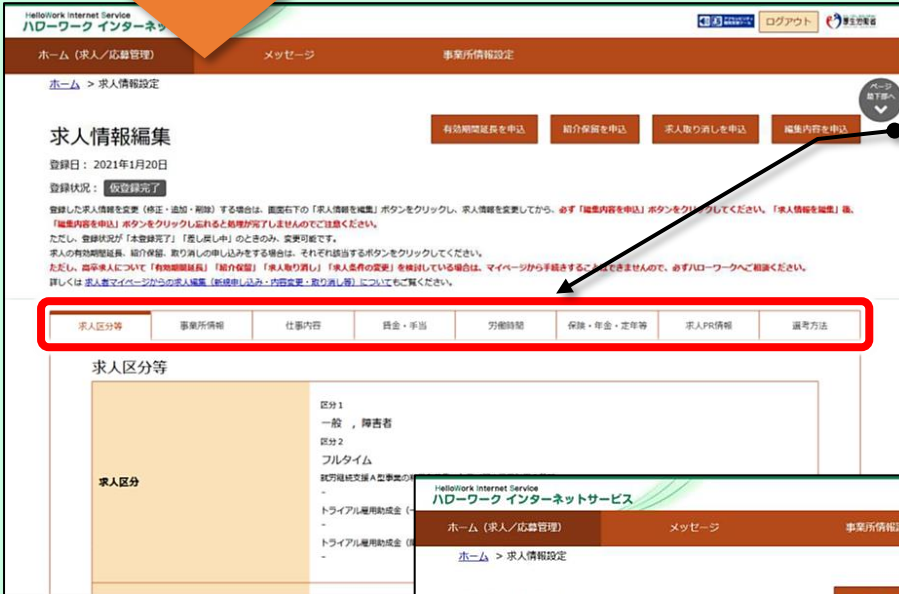 HelloWork Internet Service
ハローワーク インターネッ
ログアウト
厚生労働省
ホーム（求人／応募管理）
メッセージ
事業所情報設定
ホーム > 求人情報設定
ページ
最下部へ
求人情報編集
有効期間延長を申込
紹介保留を申込
求人取り消しを申込
編集内容を申込
登録日： 2021年1月20日
登録状況： 仮登録完了
登録した求人情報を変更（修正・追加・削除）する場合は、画面右下の「求人情報を編集」ボタンをクリックし、求人情報を変更してから、必ず「編集内容を申込」ボタンをクリックしてください。「求人情報を編集」後、
「編集内容を申込」ボタンをクリックし忘れると処理が完了しませんのでご注意ください。
ただし、登録状況が「本登録完了」「差し戻し中」のときのみ、変更可能です。
求人の有効期間延長、紹介保留、取り消しの申し込みをする場合は、それぞれ該当するボタンをクリックしてください。
ただし、高卒求人について「有効期間延長」「紹介保留」「求人取り消し」「求人条件の変更」を検討している場合は、マイページから手続きすることはできませんので、必ずハローワークへご相談ください。
詳しくは 求人者マイページからの求人編集（新規申し込み・内容変更・取り消し等）についてもご覧ください。
求人区分等
事業所情報
仕事内容
賃金・手当
労働時間
保険・年金・定年等
求人PR情報
選考方法
求人区分等
求人区分
区分1
一般 ，障害者
区分2
フルタイム
就労継続支援A型事業の
-
トライアル雇用助成金（
-
トライアル雇用助成金（
-
HelloWork Internet Service
ハローワーク インターネットサービス
ホーム（求人／応募管理）
メッセージ
事業所情報
ホーム > 求人情報設定